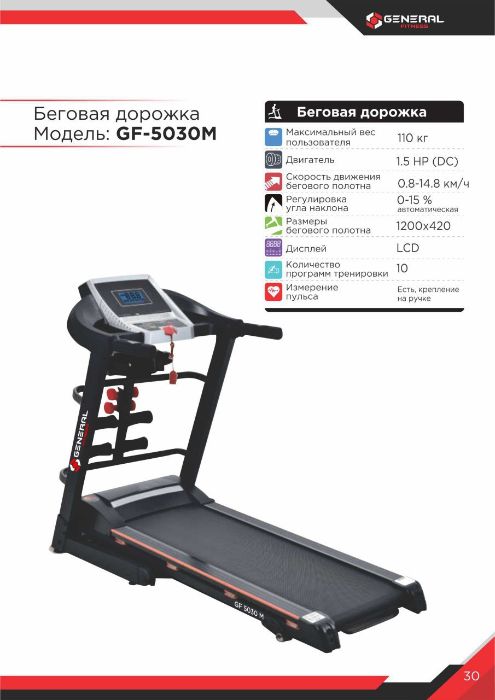 GENERAL
FITNESS
Беговая дорожка
Модель: GF-5030M
Беговая дорожка
Максимальный вес
пользователя
110 кг
Двигатель
1.5 HP (DC)
Скорость движения
бегового полотна
0.8-14.8 км/ч
Регулировка
угла наклона
0-15 %
автоматическая
Размеры
бегового полотна
1200x420
Дисплей
LCD
Количество
программ тренировки
10
Измерение
пульса
Есть, крепление
на ручке
GENERAL
FITNESS
GF 5030 M
30